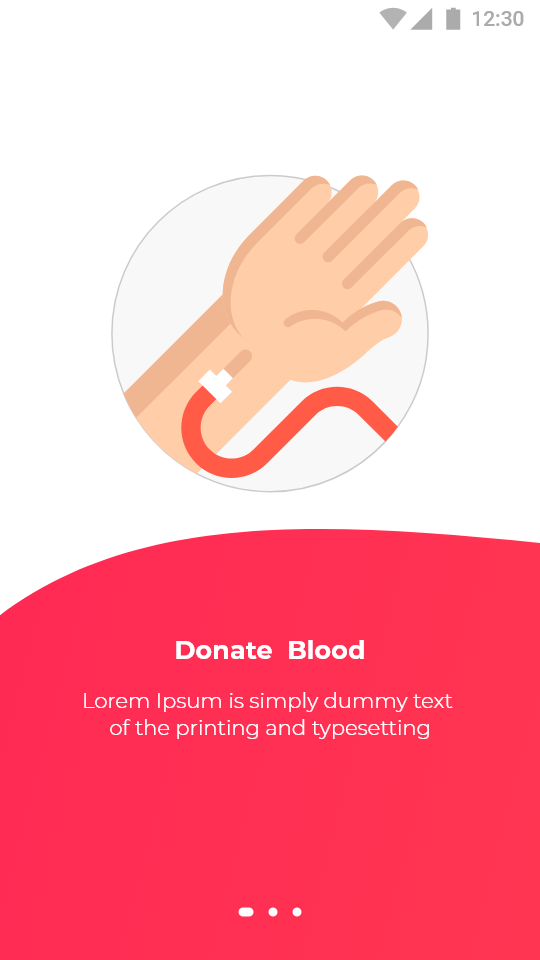 12:30
Donate Blood
Lorem Ipsum is simply dummy text
of the printing and typesetting